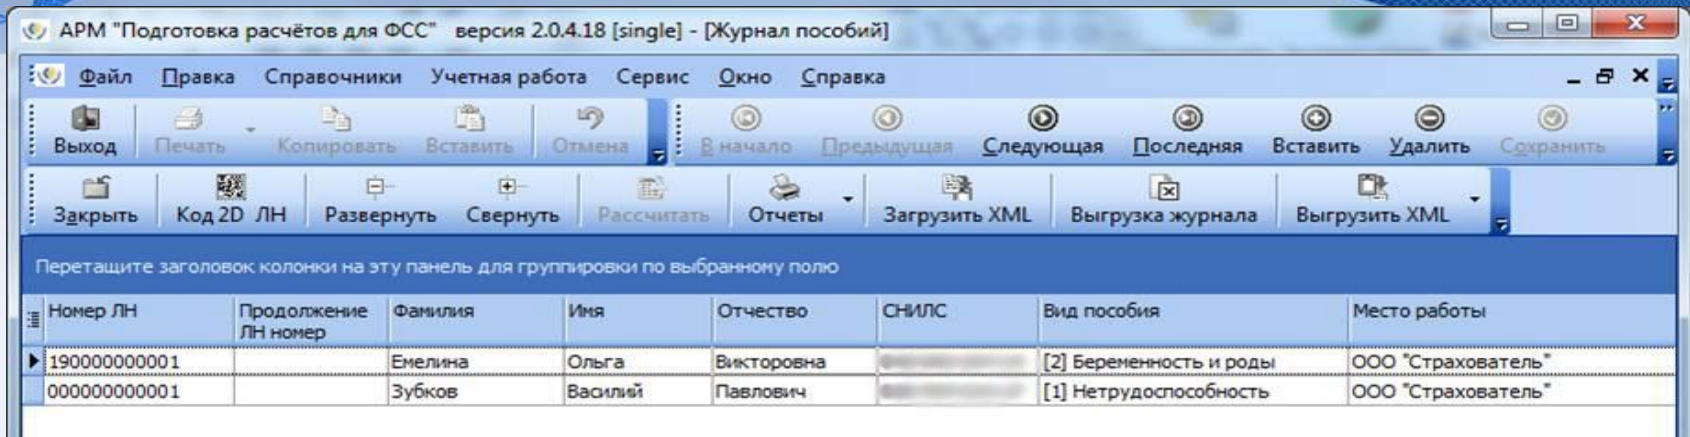 АРМ "Подготовка расчётов для ФСС" версия 2.0.4.18 [single] - [Журнал пособий]
Файл Правка Справочники Учетная работа Сервис Окно Справка
Выход Печать Копировать Вставить Отмена В начало Предыдущая Следующая Последняя Вставить Удалить Сохранить
Закрыть Код 2D ЛН Развернуть Свернуть Рассчитать Отчеты Загрузить XML Выгрузка журнала Выгрузить XML
Перетащите заголовок колонки на эту панель для группировки по выбранному полю
Номер ЛН Продолжение Фамилия Имя Отчество СНИЛС Вид пособия Место работы
ЛН номер
190000000001 Емелина Ольга Викторовна [2] Беременность и роды ООО "Страхователь"
000000000001 Зубков Василий Павлович [1] Нетрудоспособность ООО "Страхователь"